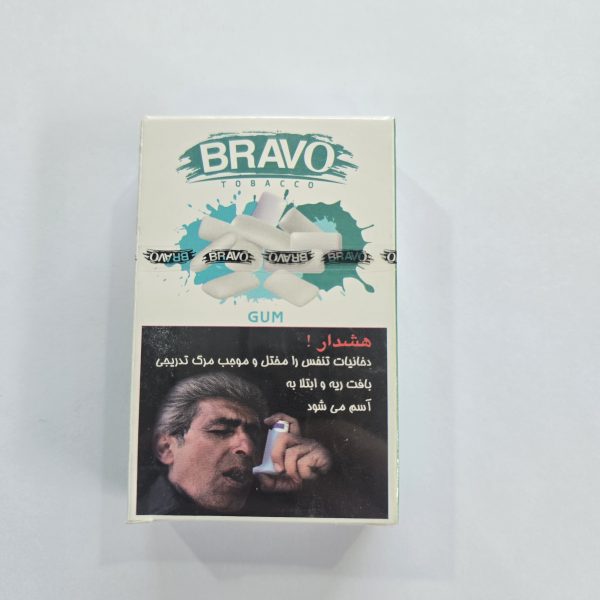 BRAVO
TOBACCO
BRAVO BRAVO BRAVO BRAVO
GUM
هشدار !
دخانیات تنفس را مختل و موجب مرگ تدریجی
بافت ریه و ابتلا به
آسم می شود